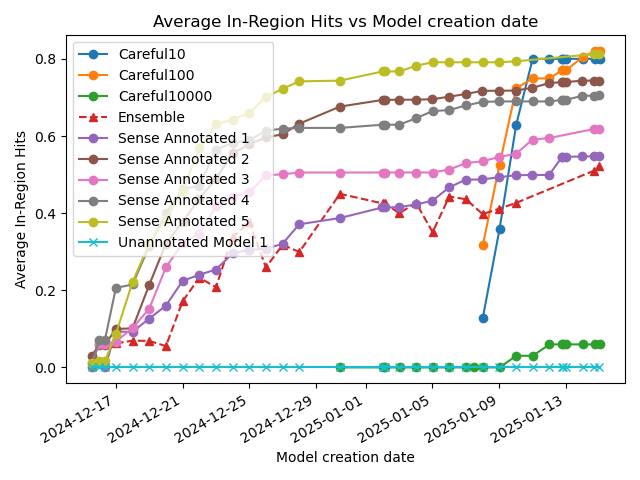 Average In-Region Hits vs Model creation date
Average In-Region Hits
0.8
0.6
0.4
0.2
0.0
Careful10
Careful100
Careful10000
Ensemble
Sense Annotated 1
Sense Annotated 2
Sense Annotated 3
Sense Annotated 4
Sense Annotated 5
Unannotated Model 1
2024-12-17
2024-12-21
2024-12-25
2024-12-29
2025-01-01
2025-01-05
2025-01-09
2025-01-13
Model creation date